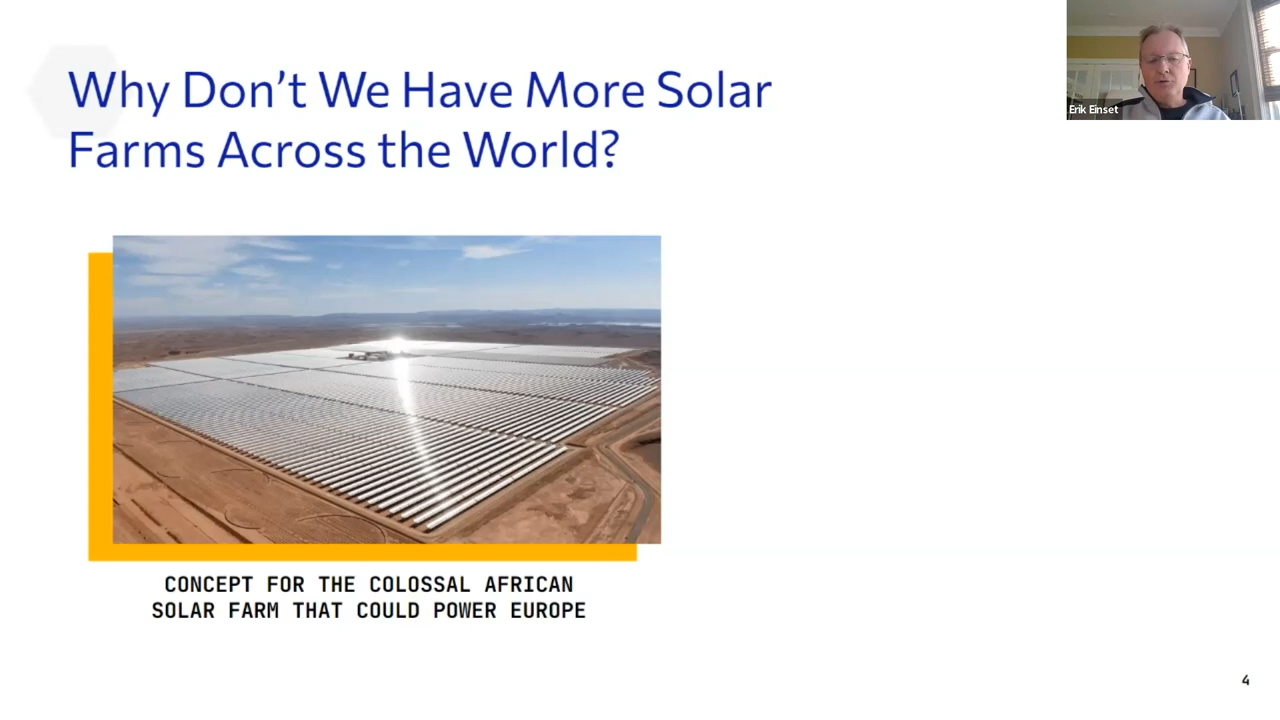 Why Don't We Have More Solar
Farms Across the World?
Erik Einset
CONCEPT FOR THE COLOSSAL AFRICAN
SOLAR FARM THAT COULD POWER EUROPE
4